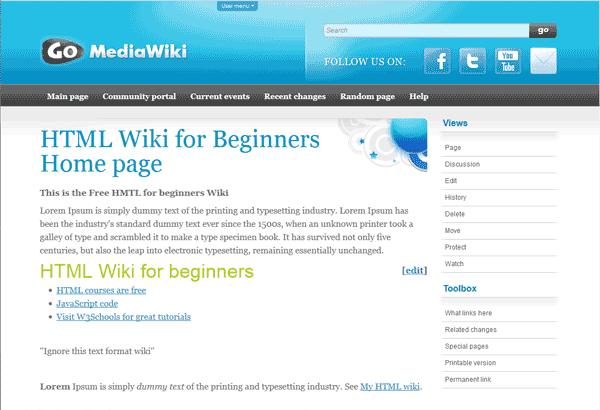 User menu
Search
go
GO MediaWiki
FOLLOW US ON:
f
t
You
Tube
Main page Community portal Current events Recent changes Random page Help
HTML Wiki for Beginners
Home page
This is the Free HMTL for beginners Wiki
Lorem Ipsum is simply dummy text of the printing and typesetting industry. Lorem Ipsum has
been the industry's standard dummy text ever since the 1500s, when an unknown printer took a
galley of type and scrambled it to make a type specimen book. It has survived not only five
centuries, but also the leap into electronic typesetting, remaining essentially unchanged.
HTML Wiki for beginners [edit]
HTML courses are free
JavaScript code
Visit W3Schools for great tutorials
"Ignore this text format wiki"
Lorem Ipsum is simply dummy text of the printing and typesetting industry. See My HTML wiki.
Views
Page
Discussion
Edit
History
Delete
Move
Protect
Watch
Toolbox
What links here
Related changes
Special pages
Printable version
Permanent link